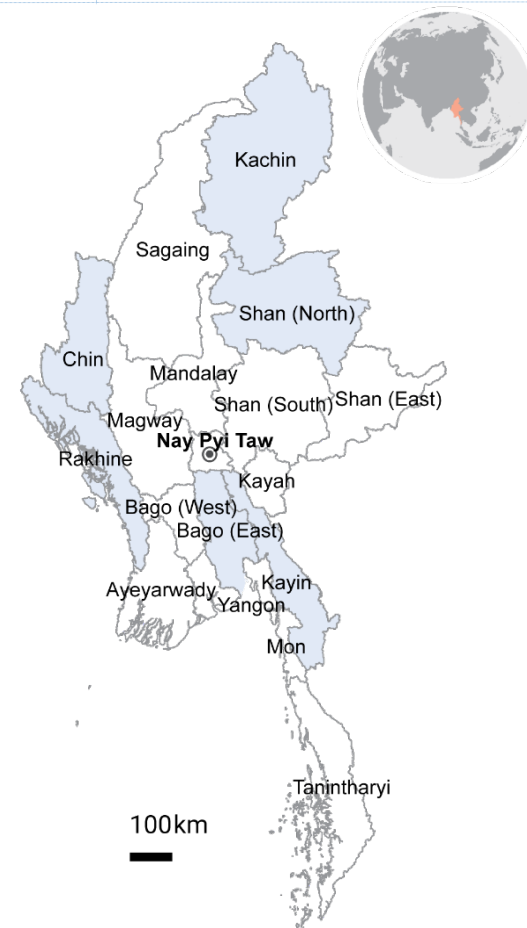 Kachin
Sagaing
Shan (North)
Chin
Mandalay
Shan (South)
Shan (East)
Magway
Nay Pyi Taw
Rakhine
Kayah
Bago (West)
Bago (East)
Ayeyarwady
Kayin
Yangon
Mon
Tanintharyi
100km